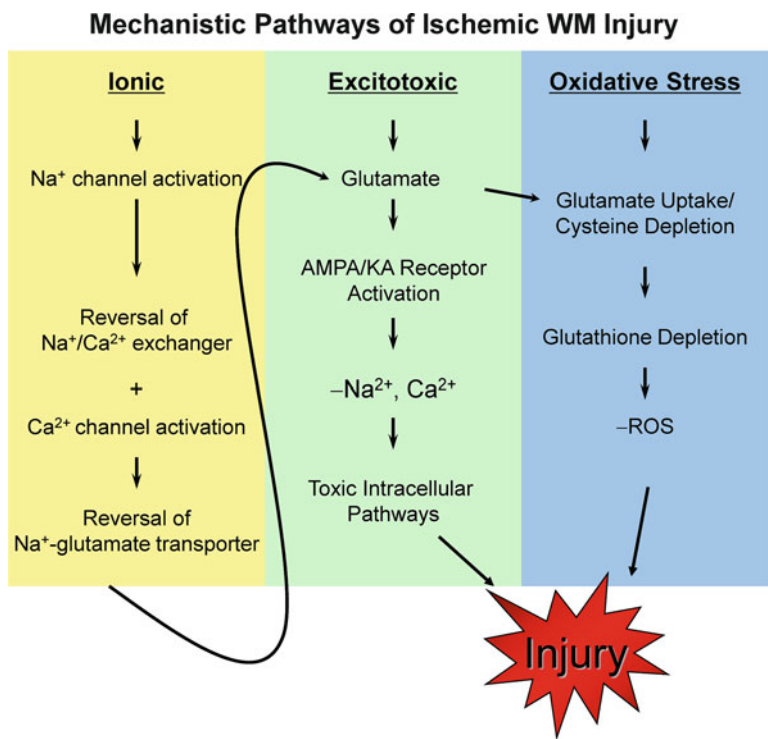 Mechanistic Pathways of Ischemic WM Injury
Ionic
Na⁺ channel activation
Reversal of
Na⁺/Ca²⁺ exchanger
+
Ca²⁺ channel activation
Reversal of
Na⁺-glutamate transporter
Excitotoxic
Glutamate
AMPA/KA Receptor
Activation
–Na²⁺, Ca²⁺
Toxic Intracellular
Pathways
Oxidative Stress
Glutamate Uptake/
Cysteine Depletion
Glutathione Depletion
–ROS
Injury